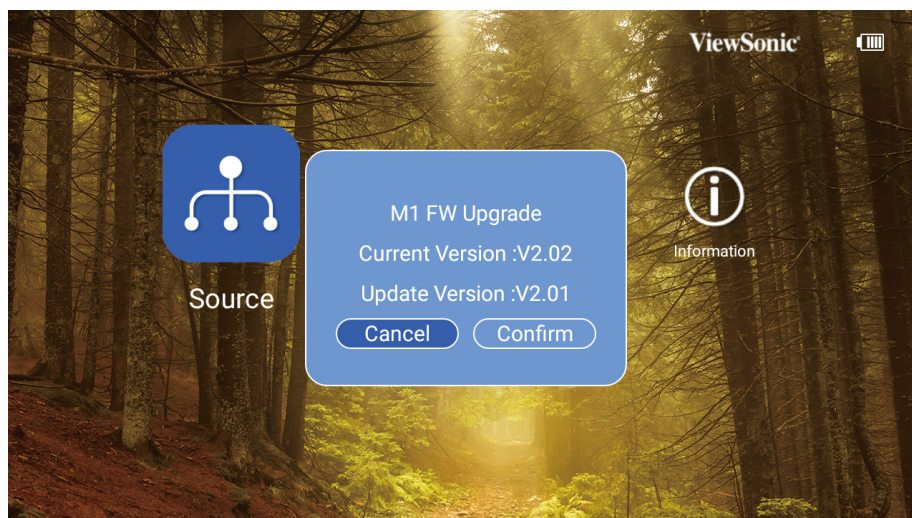 ViewSonic
M1 FW Upgrade
Current Version :V2.02
Update Version :V2.01
Cancel Confirm
Source
Information